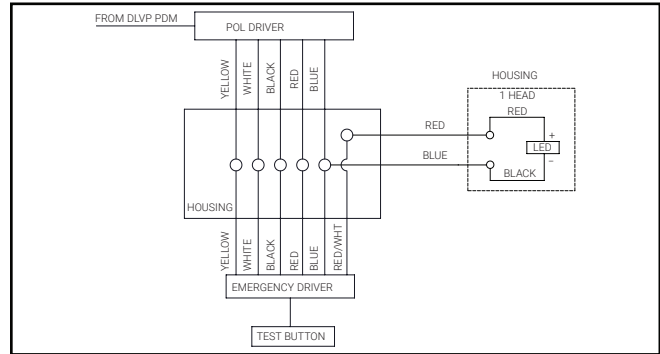 FROM DLVP PDM
POL DRIVER
YELLOW
WHITE
BLACK
RED
BLUE
HOUSING
1 HEAD
RED
+
LED
–
BLACK
RED
BLUE
HOUSING
YELLOW
WHITE
BLACK
RED
BLUE
RED/WHT
EMERGENCY DRIVER
TEST BUTTON